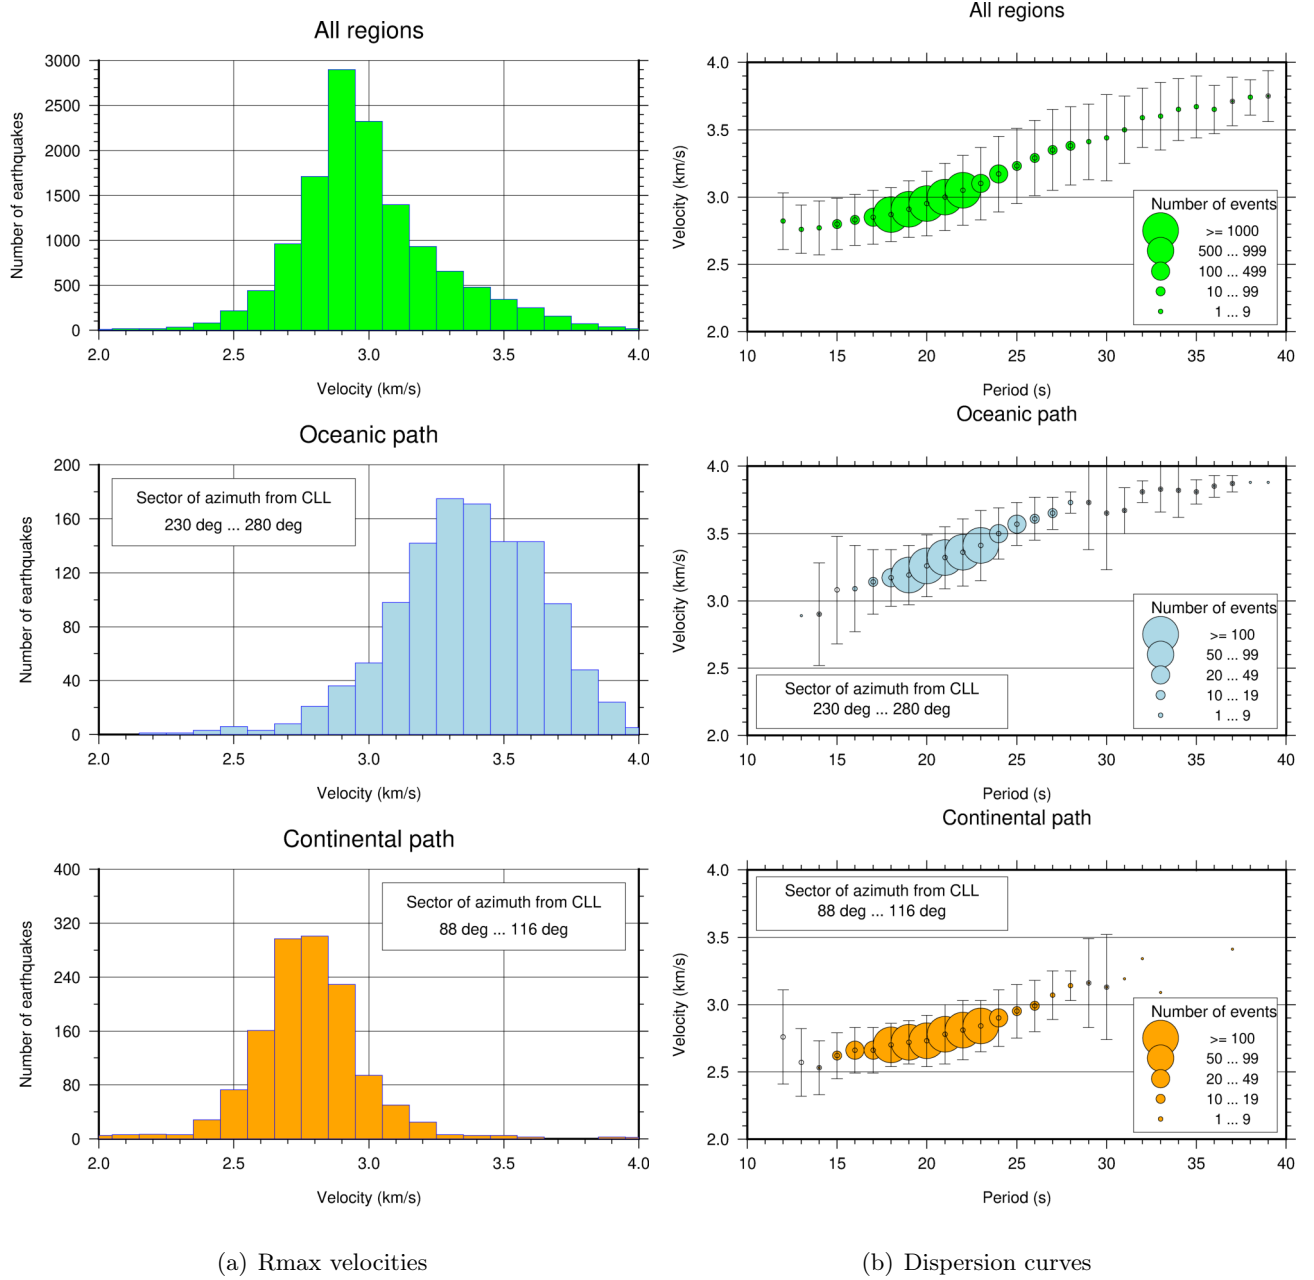 All regions
Number of earthquakes
3000
2500
2000
1500
1000
500
0
2.0 2.5 3.0 3.5 4.0
Velocity (km/s)
All regions
Velocity (km/s)
4.0
3.5
3.0
2.5
2.0
Number of events
>= 1000
500 ... 999
100 ... 499
10 ... 99
1 ... 9
10 15 20 25 30 35 40
Period (s)
Oceanic path
Number of earthquakes
200
160
120
80
40
0
Sector of azimuth from CLL
230 deg ... 280 deg
2.0 2.5 3.0 3.5 4.0
Velocity (km/s)
Oceanic path
Velocity (km/s)
4.0
3.5
3.0
2.5
2.0
Number of events
>= 100
50 ... 99
20 ... 49
10 ... 19
1 ... 9
Sector of azimuth from CLL
230 deg ... 280 deg
10 15 20 25 30 35 40
Period (s)
Continental path
Number of earthquakes
400
320
240
160
80
0
Sector of azimuth from CLL
88 deg ... 116 deg
2.0 2.5 3.0 3.5 4.0
Velocity (km/s)
Continental path
Velocity (km/s)
4.0
3.5
3.0
2.5
2.0
Sector of azimuth from CLL
88 deg ... 116 deg
Number of events
>= 100
50 ... 99
20 ... 49
10 ... 19
1 ... 9
10 15 20 25 30 35 40
Period (s)
(a) Rmax velocities
(b) Dispersion curves